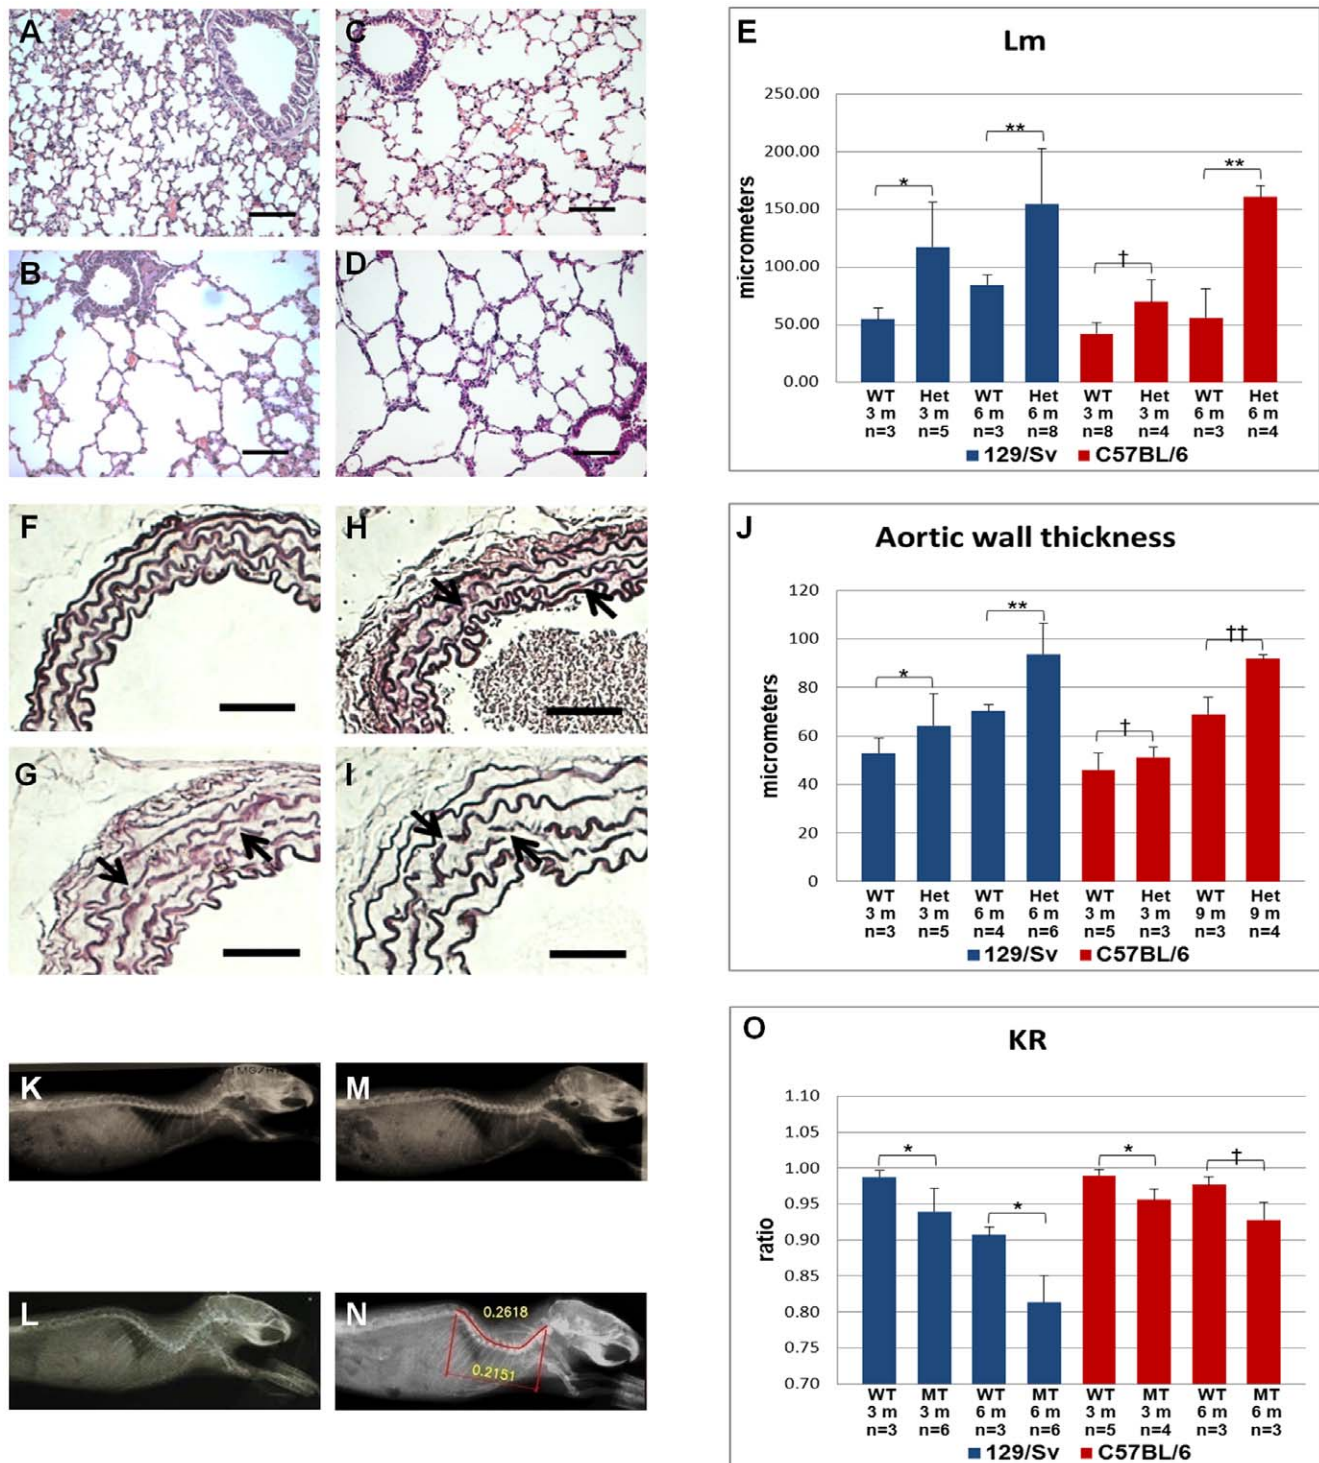 A
C
B
D
E
Lm
micrometers
250.00
200.00
150.00
100.00
50.00
0.00
*
**
†
**
WT Het WT Het WT Het WT Het
3 m 3 m 6 m 6 m 3 m 3 m 6 m 6 m
n=3 n=5 n=3 n=8 n=8 n=4 n=3 n=4
129/Sv C57BL/6
F
H
G
I
J
Aortic wall thickness
micrometers
120
100
80
60
40
20
0
*
**
†
††
WT Het WT Het WT Het WT Het
3 m 3 m 6 m 6 m 3 m 3 m 9 m 9 m
n=3 n=5 n=4 n=6 n=5 n=3 n=3 n=4
129/Sv C57BL/6
K
M
L
N
0.2618
0.2151
O
KR
ratio
1.10
1.05
1.00
0.95
0.90
0.85
0.80
0.75
0.70
*
*
*
†
WT MT WT MT WT MT WT MT
3 m 3 m 6 m 6 m 3 m 3 m 6 m 6 m
n=3 n=6 n=3 n=6 n=5 n=4 n=3 n=3
129/Sv C57BL/6